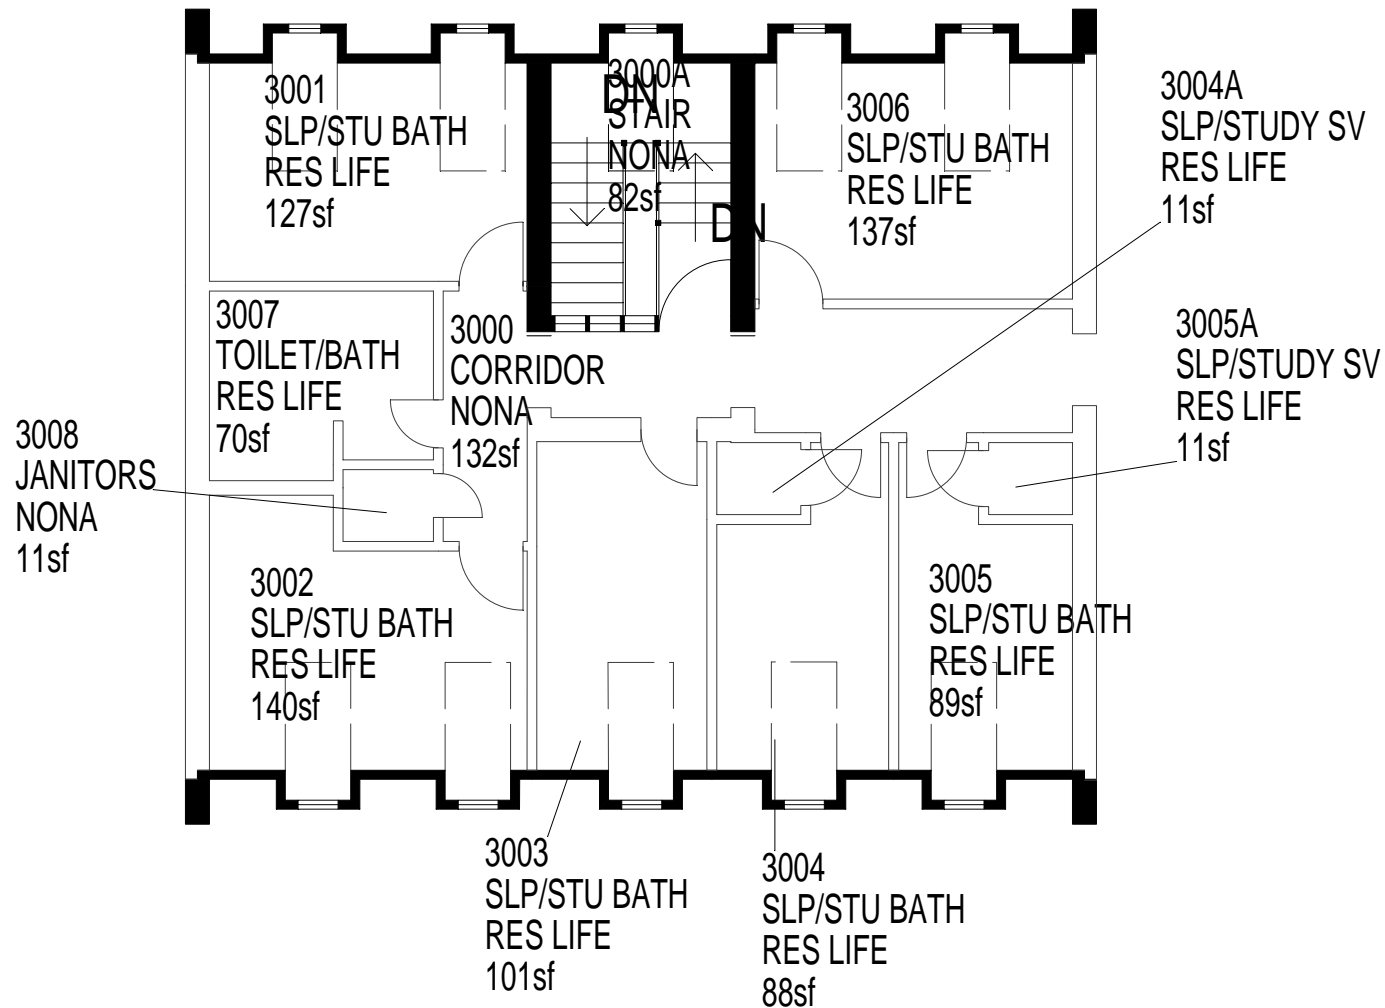 3001
SLP/STU BATH
RES LIFE
127sf
DN
3000A
STAIR
NONA
82sf
DN
3006
SLP/STU BATH
RES LIFE
137sf
3004A
SLP/STUDY SV
RES LIFE
11sf
3007
TOILET/BATH
RES LIFE
70sf
3000
CORRIDOR
NONA
132sf
3005A
SLP/STUDY SV
RES LIFE
11sf
3008
JANITORS
NONA
11sf
3002
SLP/STU BATH
RES LIFE
140sf
3005
SLP/STU BATH
RES LIFE
89sf
3003
SLP/STU BATH
RES LIFE
101sf
3004
SLP/STU BATH
RES LIFE
88sf